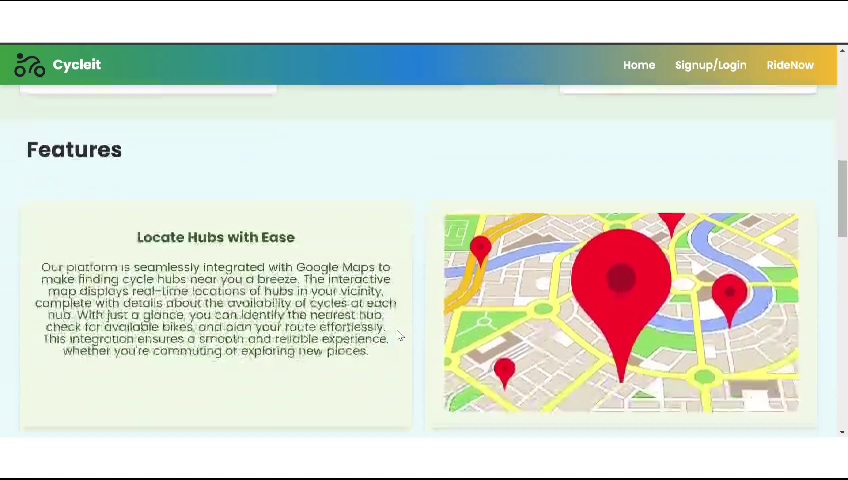 Cycleit
Home Signup/Login RideNow
Features
Locate Hubs with Ease
Our platform is seamlessly integrated with Google Maps to
make finding cycle hubs near you a breeze. The interactive
map displays real-time locations of hubs in your vicinity,
complete with details about the availability of cycles at each
hub. With just a glance, you can identify the nearest hub,
check for available bikes, and plan your route effortlessly.
This integration ensures a smooth and reliable experience,
whether you're commuting or exploring new places.